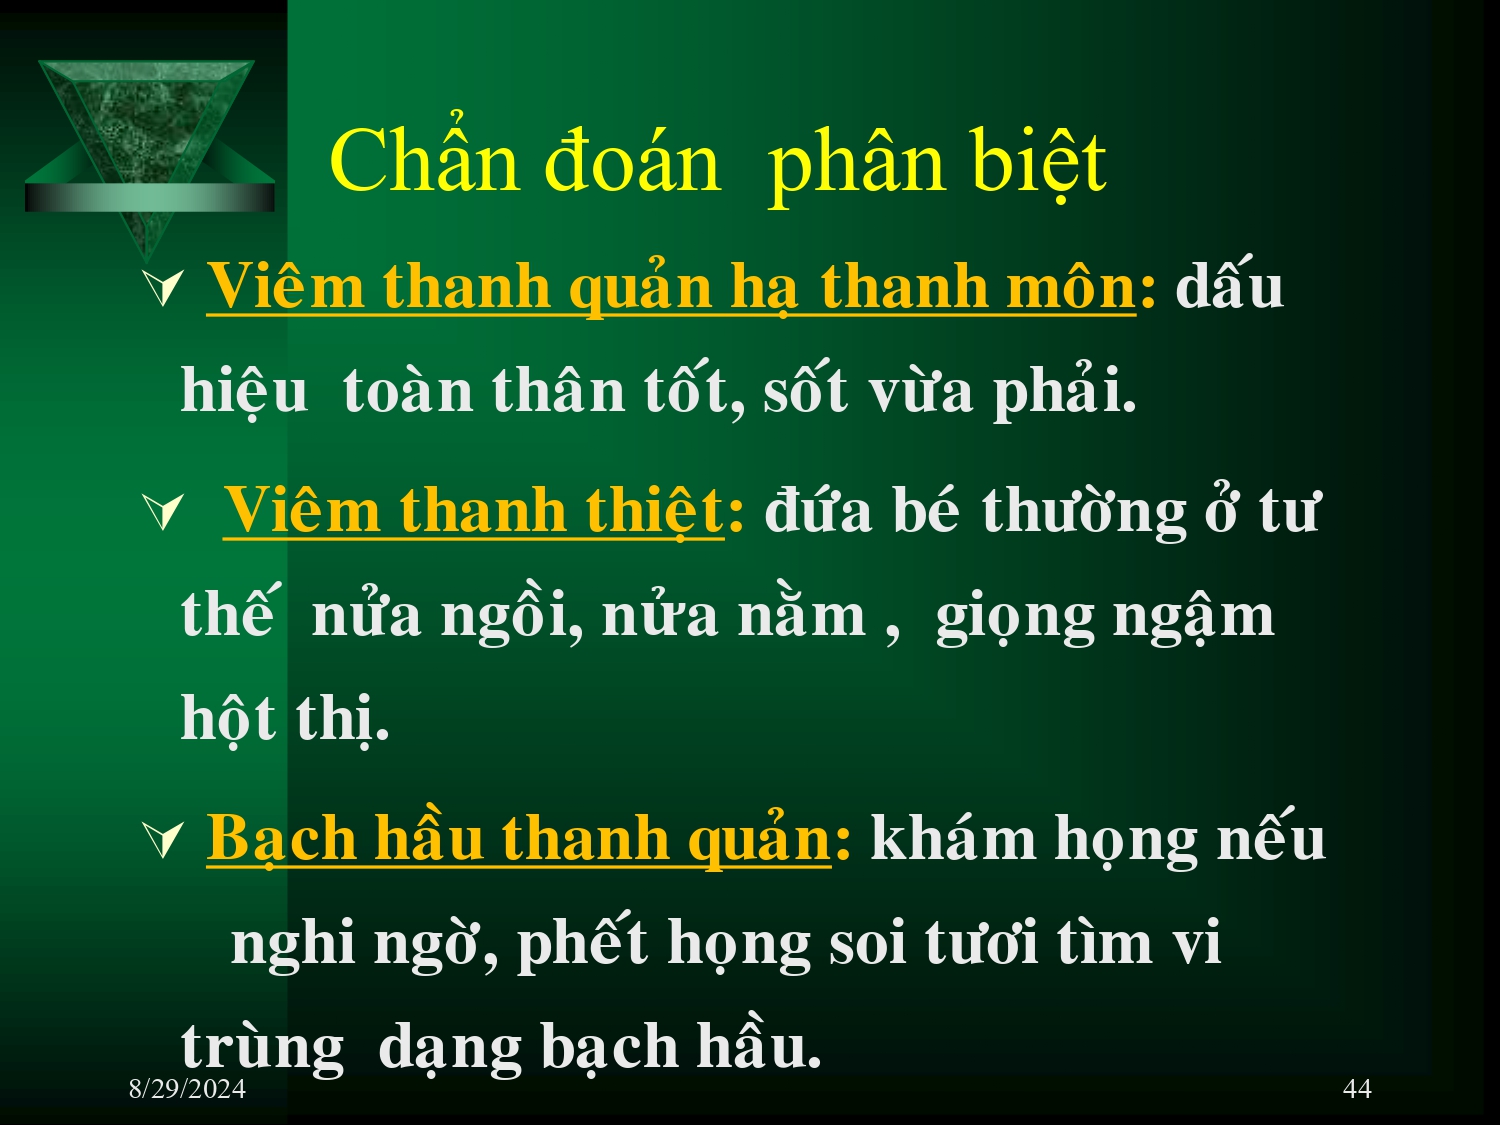 Chẩn đoán phân biệt
Viêm thanh quản hạ thanh môn: dấu
hiệu toàn thân tốt, sốt vừa phải.
Viêm thanh thiệt: đứa bé thường ở tư
thế nửa ngồi, nửa nằm , giọng ngậm
hột thị.
Bạch hầu thanh quản: khám họng nếu
nghi ngờ, phết họng soi tươi tìm vi
trùng dạng bạch hầu.
8/29/2024
44